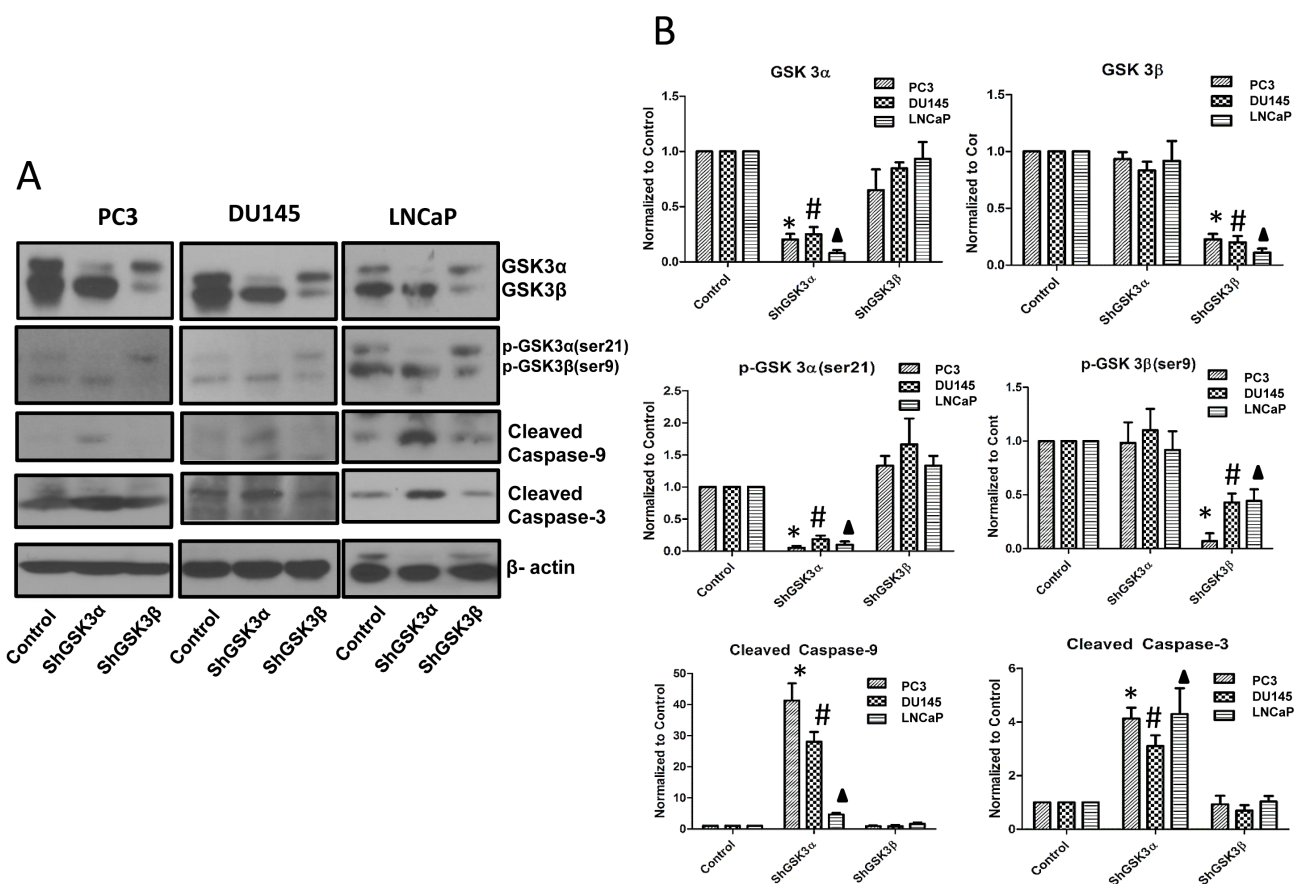 A
PC3
DU145
LNCaP
GSK3α
GSK3β
p-GSK3α(ser21)
p-GSK3β(ser9)
Cleaved
Caspase-9
Cleaved
Caspase-3
β- actin
Control
ShGSK3α
ShGSK3β
Control
ShGSK3α
ShGSK3β
Control
ShGSK3α
ShGSK3β
B
GSK 3α
PC3
DU145
LNCaP
Normalized to Control
1.5
1.0
0.5
0.0
*
#
▲
Control
ShGSK3α
ShGSK3β
GSK 3β
PC3
DU145
LNCaP
Normalized to Cor
1.5
1.0
0.5
0.0
*
#
▲
Control
ShGSK3α
ShGSK3β
p-GSK 3α(ser21)
PC3
DU145
LNCaP
Normalized to Control
2.5
2.0
1.5
1.0
0.5
0.0
*
#
▲
Control
ShGSK3α
ShGSK3β
p-GSK 3β(ser9)
PC3
DU145
LNCaP
Normalized to Cont
1.5
1.0
0.5
0.0
*
#
▲
Control
ShGSK3α
ShGSK3β
Cleaved Caspase-9
PC3
DU145
LNCaP
Normalized to Control
50
40
30
20
10
0
*
#
▲
Control
ShGSK3α
ShGSK3β
Cleaved Caspase-3
PC3
DU145
LNCaP
Normalized to Control
6
4
2
0
*
#
▲
Control
ShGSK3α
ShGSK3β